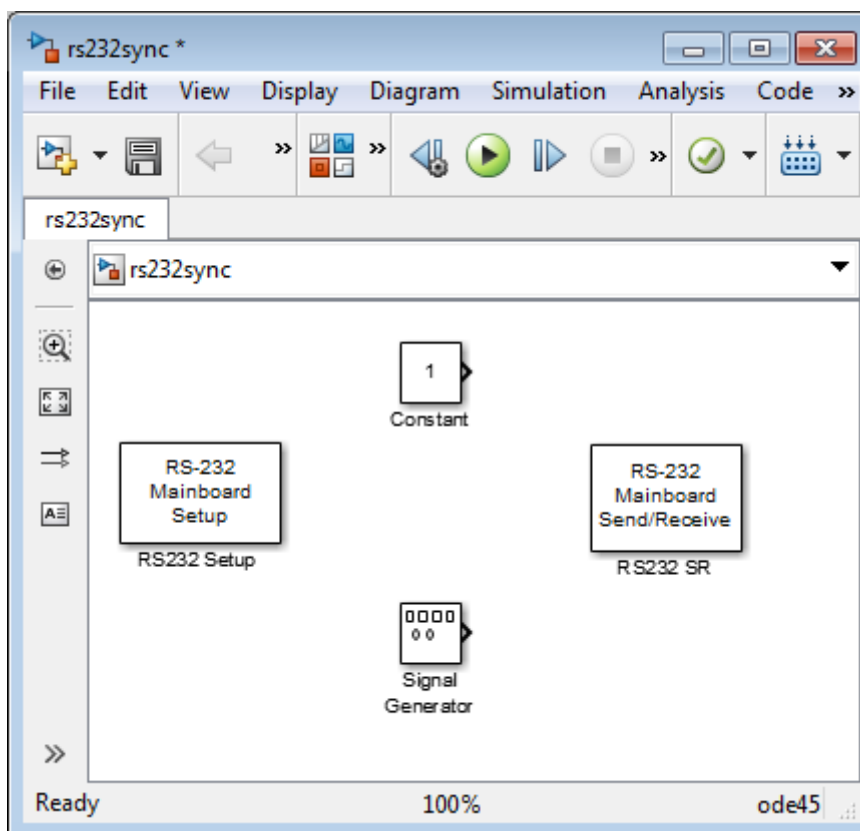 rs232sync *
File Edit View Display Diagram Simulation Analysis Code »
rs232sync
rs232sync
1
Constant
RS-232
Mainboard
Setup
RS232 Setup
RS-232
Mainboard
Send/Receive
RS232 SR
Signal
Generator
Ready 100% ode45